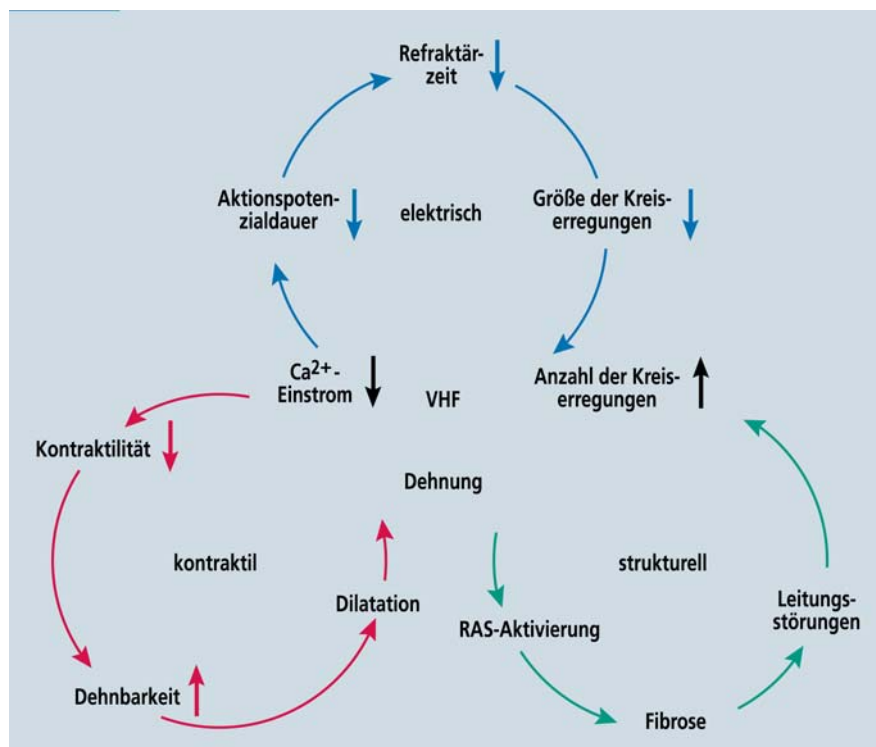 Refraktär-
zeit
Aktionspoten-
zialdauer
elektrisch
Größe der Kreis-
erregungen
Ca2+-
Einstrom
VHF
Anzahl der Kreis-
erregungen
Kontraktilität
Dehnung
kontraktil
strukturell
Dilatation
RAS-Aktivierung
Leitungs-
störungen
Dehnbarkeit
Fibrose